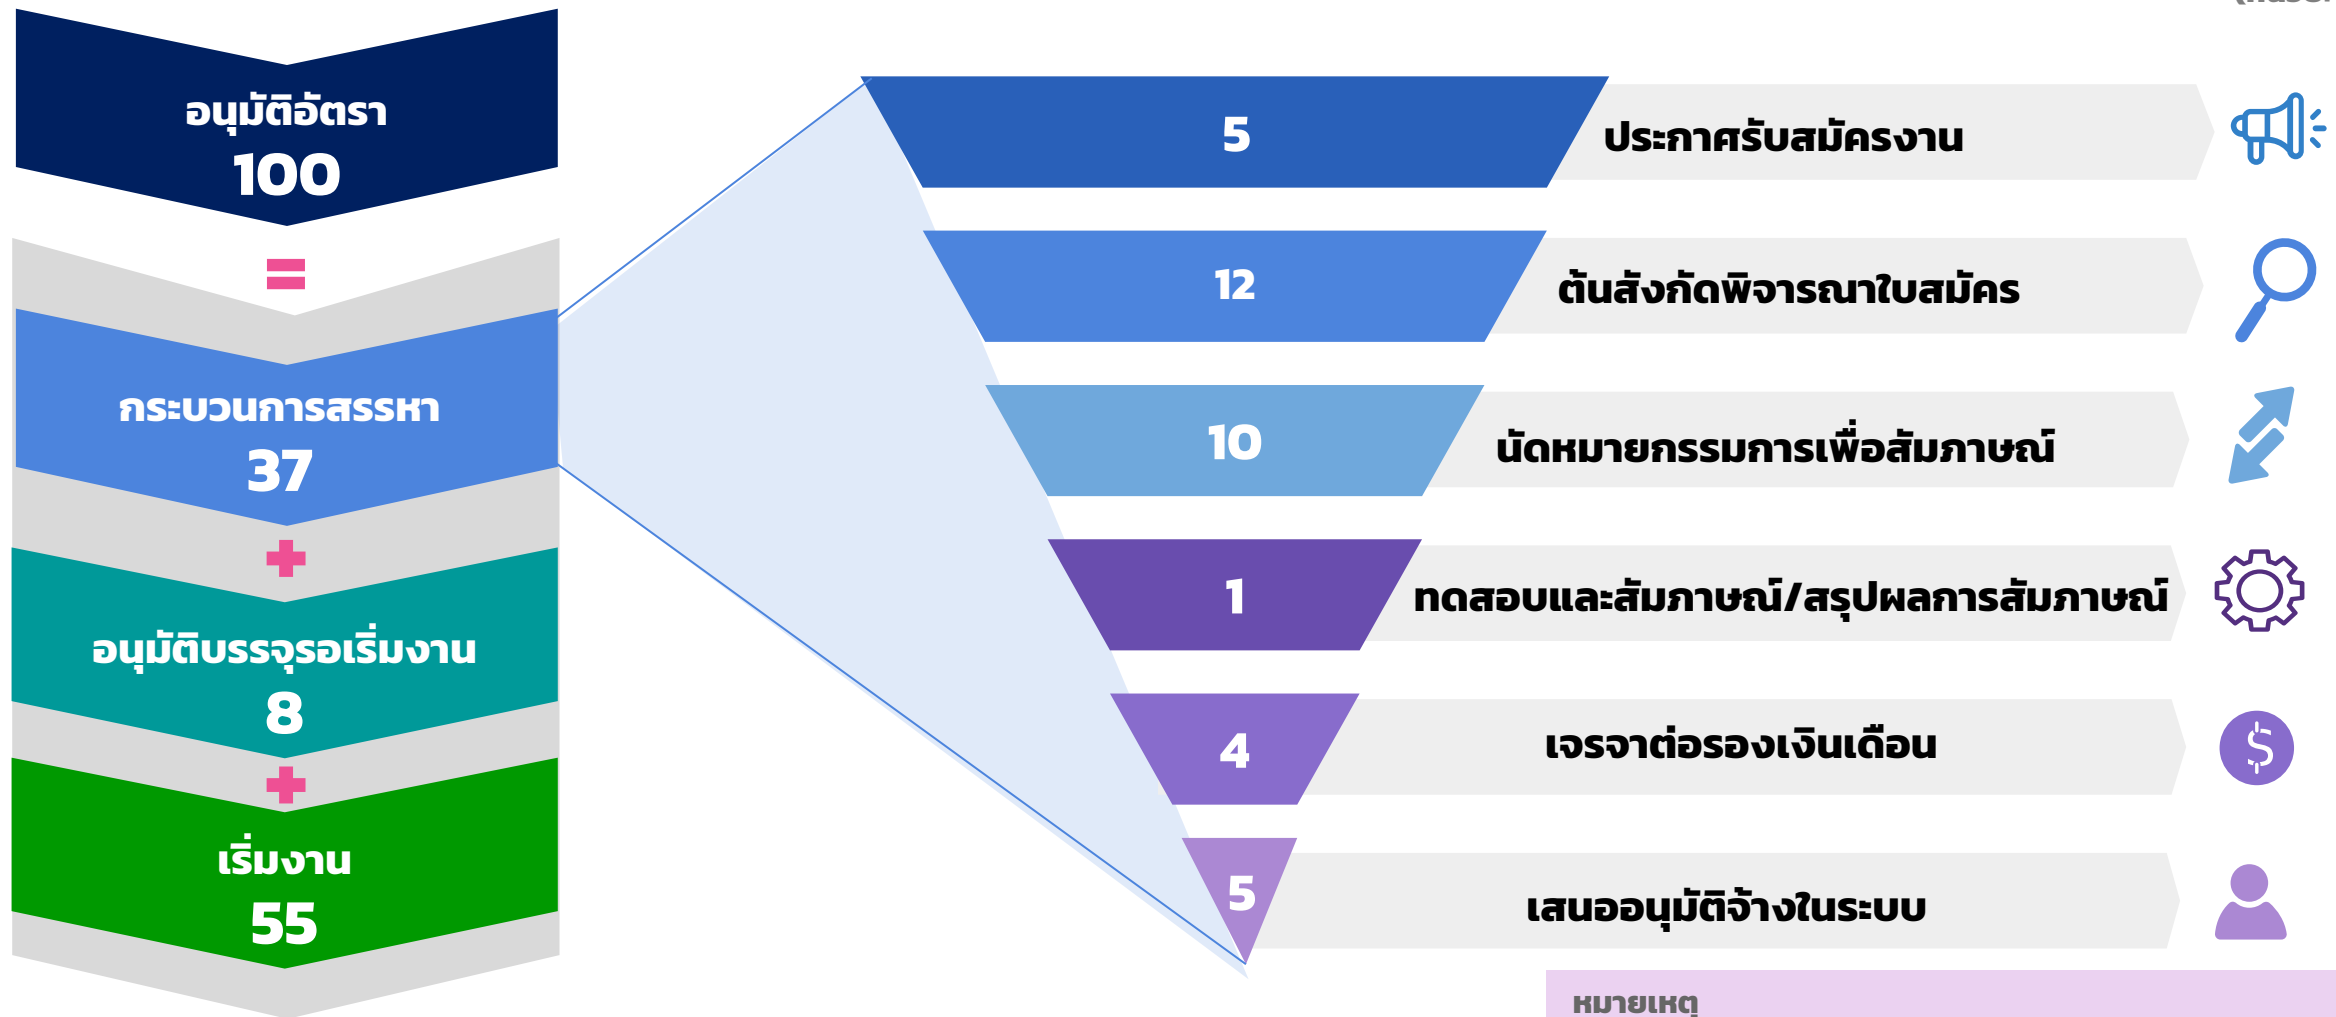 อนุมัติอัตรา
100
=
กระบวนการสรรหา
37
+
อนุมัติบรรจุรอเริ่มงาน
8
+
เริ่มงาน
55
5
ประกาศรับสมัครงาน
12
ต้นสังกัดพิจารณาใบสมัคร
10
นัดหมายกรรมการเพื่อสัมภาษณ์
1
ทดสอบและสัมภาษณ์/สรุปผลการสัมภาษณ์
4
เจรจาต่อรองเงินเดือน
$
5
เสนออนุมัติจ้างในระบบ
หมายเหตุ